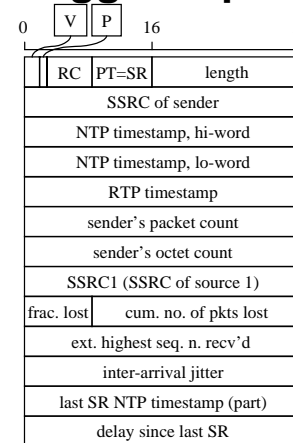 V P
0 16
RC PT=SR length
SSRC of sender
NTP timestamp, hi-word
NTP timestamp, lo-word
RTP timestamp
sender's packet count
sender's octet count
SSRC1 (SSRC of source 1)
frac. lost cum. no. of pkts lost
ext. highest seq. n. recv'd
inter-arrival jitter
last SR NTP timestamp (part)
delay since last SR